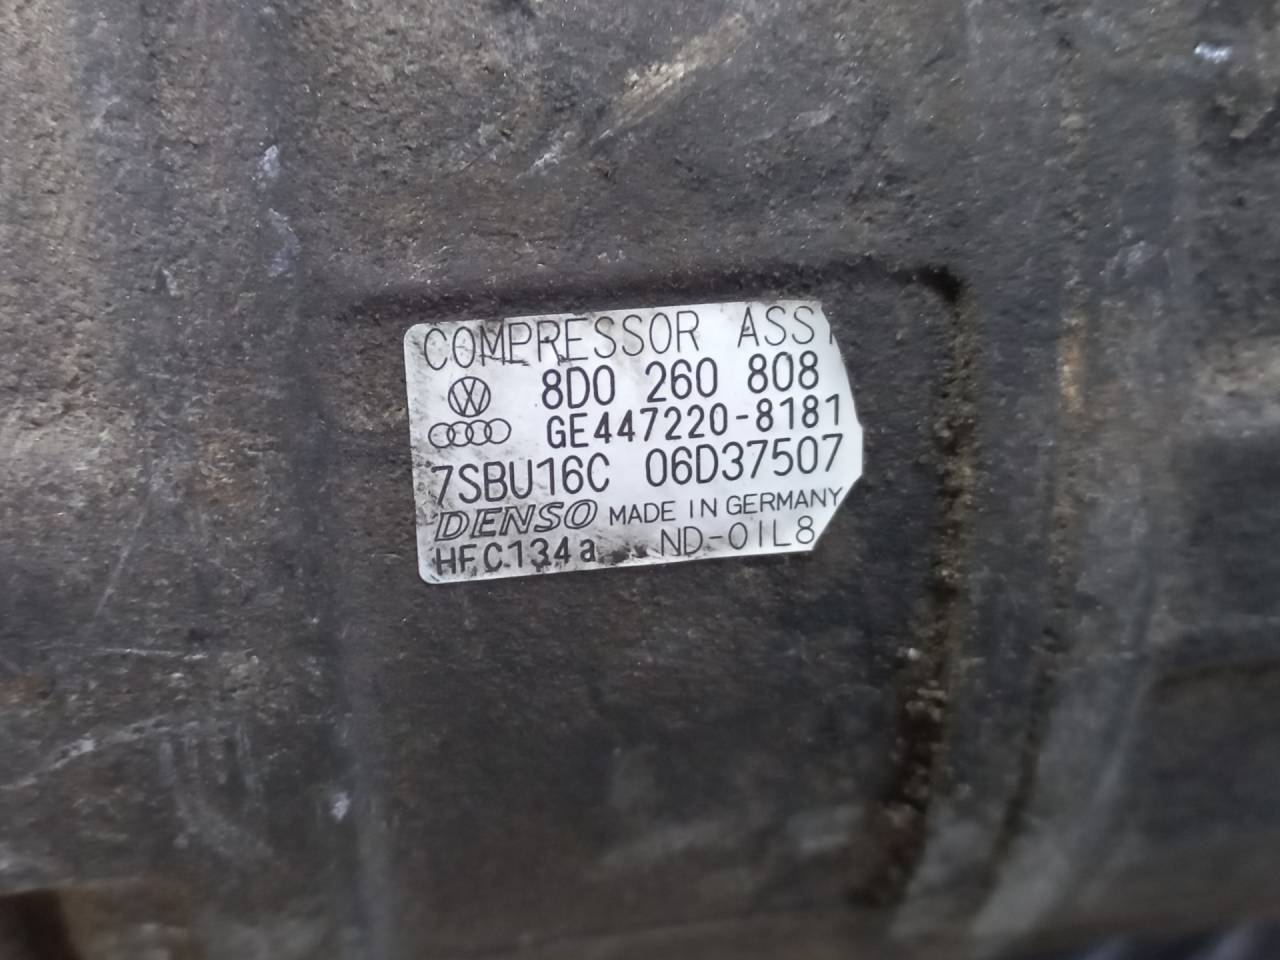 COMPRESSOR ASS
8D0 260 808
GE447220-8181
7SBU16C 06D37507
DENSO MADE IN GERMANY
HFC134a ND-OIL8